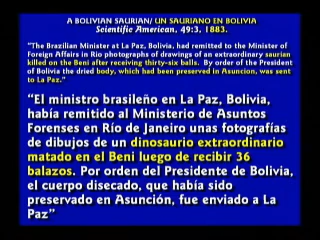 A BOLIVIAN SAURIAN/ UN SAURIANO EN BOLIVIA
Scientific American, 49:3, 1883.
"The Brazilian Minister at La Paz, Bolivia, had remitted to the Minister of
Foreign Affairs in Rio photographs of drawings of an extraordinary saurian
killed on the Beni after receiving thirty-six balls. By order of the President
of Bolivia the dried body, which had been preserved in Asuncion, was sent
to La Paz."
“El ministro brasileño en La Paz, Bolivia,
había remitido al Ministerio de Asuntos
Forenses en Río de Janeiro unas fotografías
de dibujos de un dinosaurio extraordinario
matado en el Beni luego de recibir 36
balazos. Por orden del Presidente de Bolivia,
el cuerpo disecado, que había sido
preservado en Asunción, fue enviado a La
Paz”